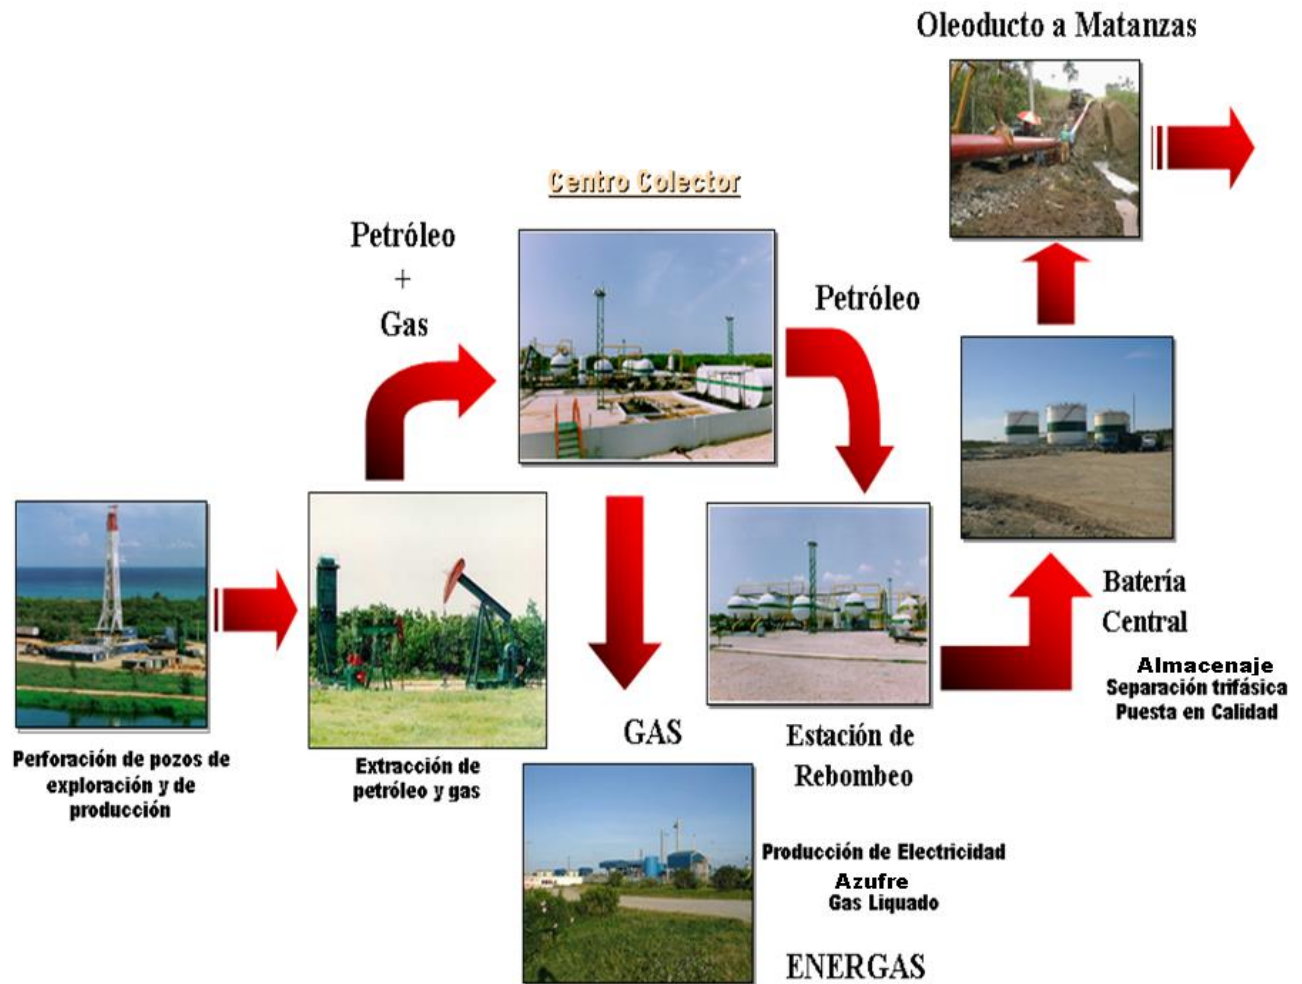 Oleoducto a Matanzas
Centro Colector
Petróleo
+
Gas
Petróleo
Perforación de pozos de
exploración y de
producción
Extracción de
petróleo y gas
GAS
Estación de
Rebombeo
Batería
Central
Almacenaje
Separación trifásica
Puesta en Calidad
Producción de Electricidad
Azufre
Gas Liquado
ENERGAS